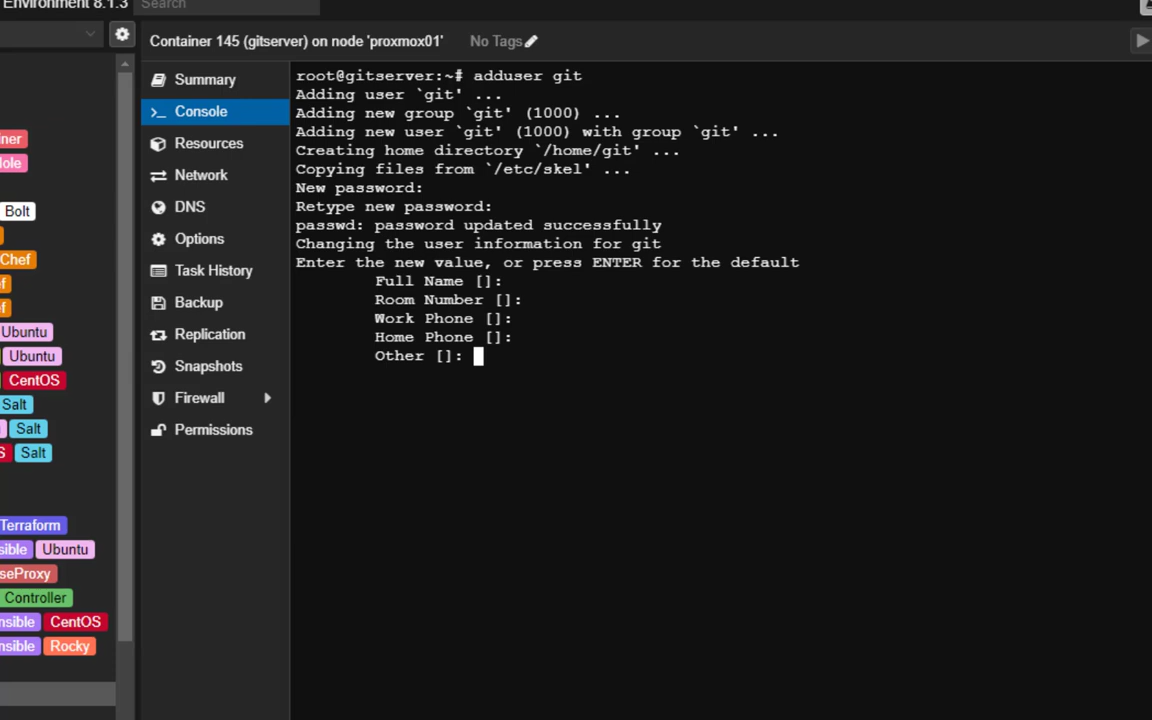 Environment 8.1.3
Search
Container 145 (gitserver) on node 'proxmox01'
No Tags
Summary
Console
Resources
Network
DNS
Options
Task History
Backup
Replication
Snapshots
Firewall
Permissions
Bolt
Chef
Ubuntu
Ubuntu
CentOS
Salt
Salt
Salt
Terraform
Ubuntu
Controller
CentOS
Rocky
root@gitserver:~# adduser git
Adding user `git' ...
Adding new group `git' (1000) ...
Adding new user `git' (1000) with group `git' ...
Creating home directory `/home/git' ...
Copying files from `/etc/skel' ...
New password:
Retype new password:
passwd: password updated successfully
Changing the user information for git
Enter the new value, or press ENTER for the default
Full Name []:
Room Number []:
Work Phone []:
Home Phone []:
Other []: